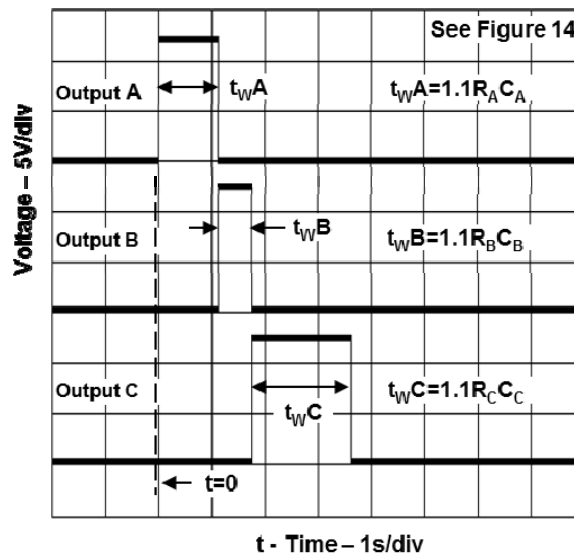 See Figure 14
Output A
tWA
tWA=1.1RACA
Voltage – 5V/div
Output B
tWB
tWB=1.1RBCB
Output C
tWC
tWC=1.1RCCC
t=0
t - Time – 1s/div